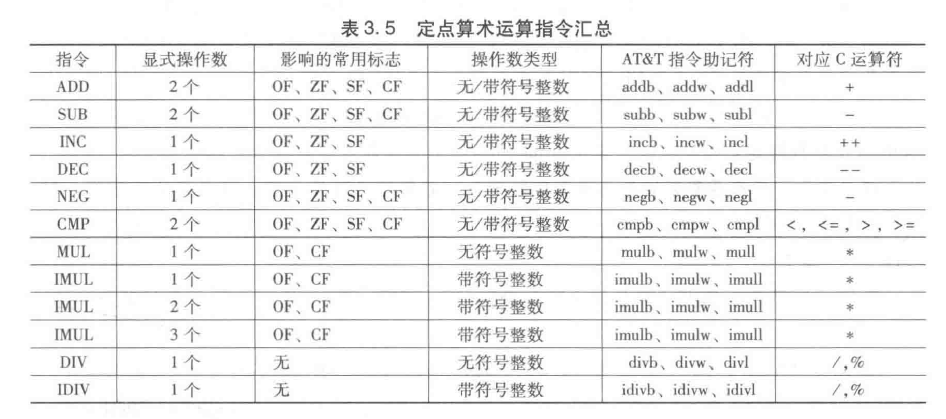 表 3.5 定点算术运算指令汇总
指令 显式操作数 影响的常用标志 操作数类型 AT&T 指令助记符 对应 C 运算符
ADD 2 个 OF、ZF、SF、CF 无/带符号整数 addb、addw、addl +
SUB 2 个 OF、ZF、SF、CF 无/带符号整数 subb、subw、subl -
INC 1 个 OF、ZF、SF 无/带符号整数 incb、incw、incl ++
DEC 1 个 OF、ZF、SF 无/带符号整数 decb、decw、decl --
NEG 1 个 OF、ZF、SF、CF 无/带符号整数 negb、negw、negl -
CMP 2 个 OF、ZF、SF、CF 无/带符号整数 cmpb、cmpw、cmpl <, <=, >, >=
MUL 1 个 OF、CF 无符号整数 mulb、mulw、mull *
IMUL 1 个 OF、CF 带符号整数 imulb、imulw、imull *
IMUL 2 个 OF、CF 带符号整数 imulb、imulw、imull *
IMUL 3 个 OF、CF 带符号整数 imulb、imulw、imull *
DIV 1 个 无 无符号整数 divb、divw、divl /,%
IDIV 1 个 无 带符号整数 idivb、idivw、idivl /,%